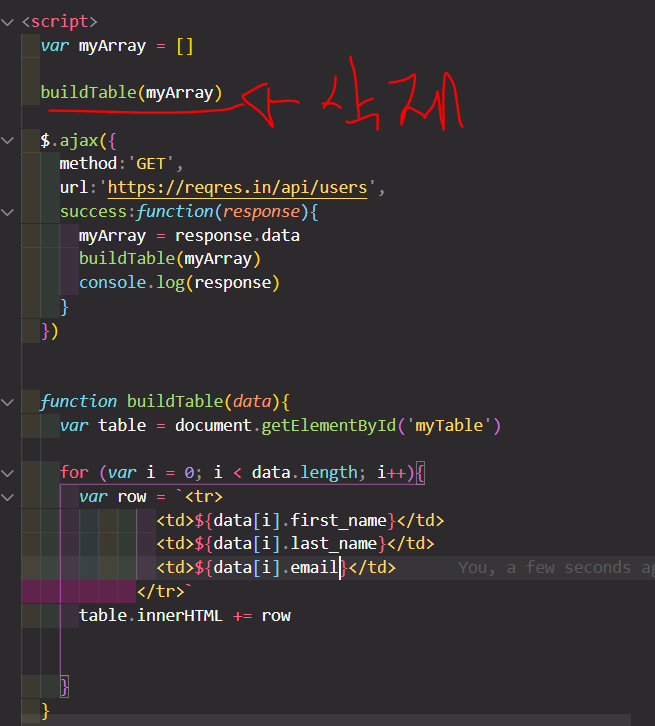 <script>
var myArray = []
buildTable(myArray) 삭제
$.ajax({
method:'GET',
url:'https://reqres.in/api/users',
success:function(response){
myArray = response.data
buildTable(myArray)
console.log(response)
}
})
function buildTable(data){
var table = document.getElementById('myTable')
for (var i = 0; i < data.length; i++){
var row = `<tr>
<td>${data[i].first_name}</td>
<td>${data[i].last_name}</td>
<td>${data[i].email}</td> You, a few seconds ag
</tr>`
table.innerHTML += row
}
}